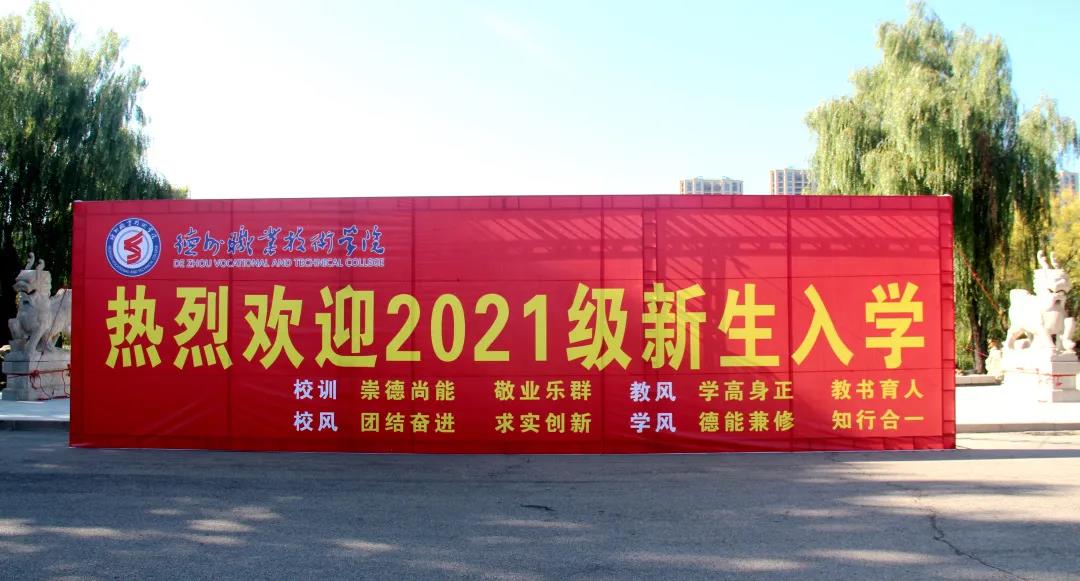 德州职业技术学院
DE ZHOU VOCATIONAL AND TECHNICAL COLLEGE
热烈欢迎2021级新生入学
校训 崇德尚能 敬业乐群 教风 学高身正 教书育人
校风 团结奋进 求实创新 学风 德能兼修 知行合一